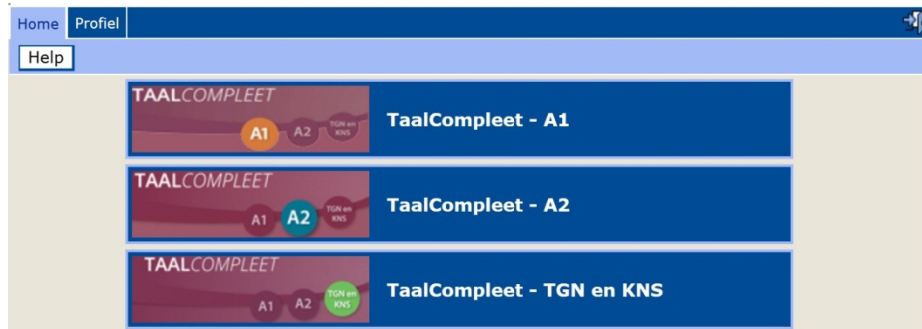 Home Profiel
Help
TAALCOMPLEET
A1 A2 TGN en KNS
TaalCompleet - A1
TAALCOMPLEET
A1 A2 TGN en KNS
TaalCompleet - A2
TAALCOMPLEET
A1 A2 TGN en KNS
TaalCompleet - TGN en KNS